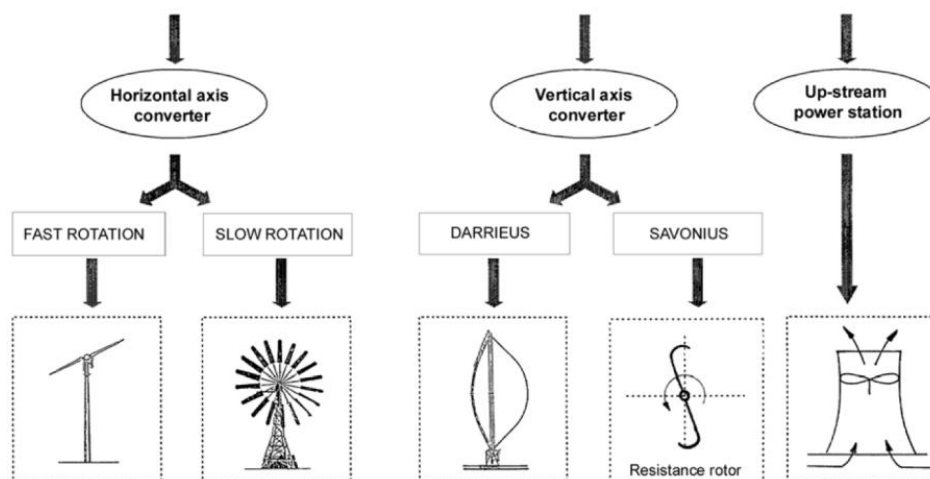 Horizontal axis
converter
Vertical axis
converter
Up-stream
power station
FAST ROTATION
SLOW ROTATION
DARRIEUS
SAVONIUS
Resistance rotor